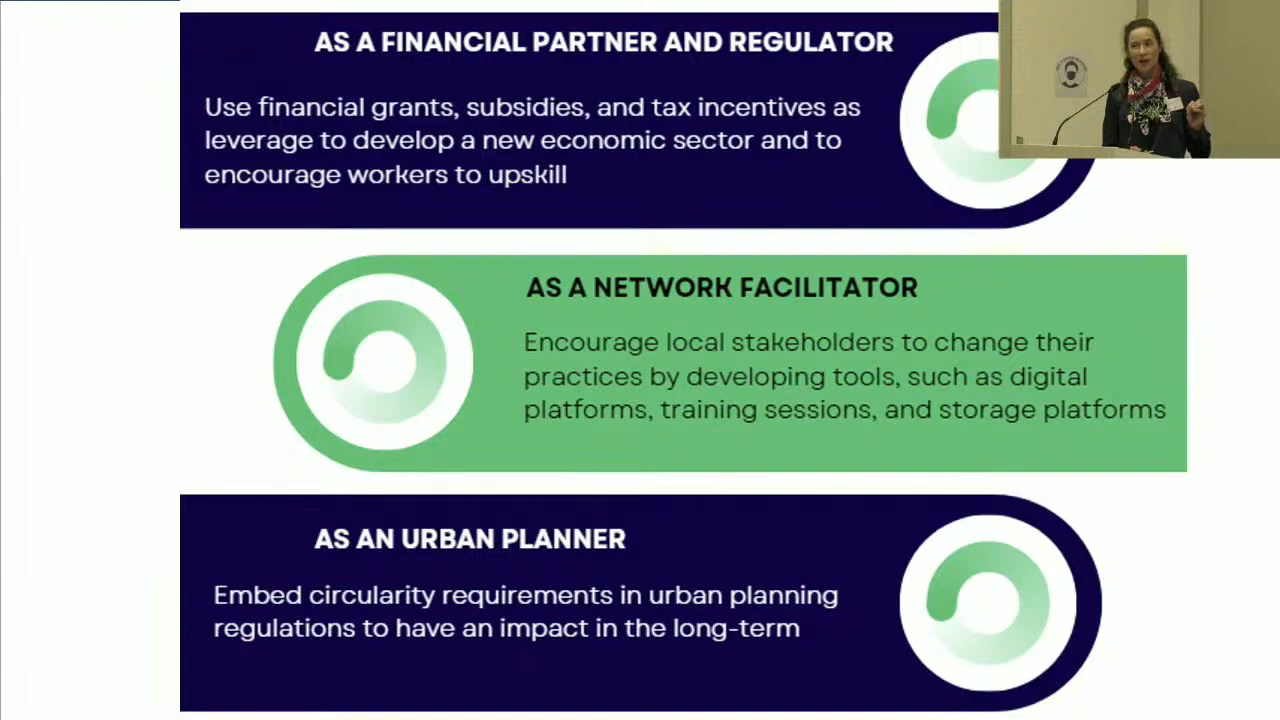 AS A FINANCIAL PARTNER AND REGULATOR
Use financial grants, subsidies, and tax incentives as
leverage to develop a new economic sector and to
encourage workers to upskill
AS A NETWORK FACILITATOR
Encourage local stakeholders to change their
practices by developing tools, such as digital
platforms, training sessions, and storage platforms
AS AN URBAN PLANNER
Embed circularity requirements in urban planning
regulations to have an impact in the long-term